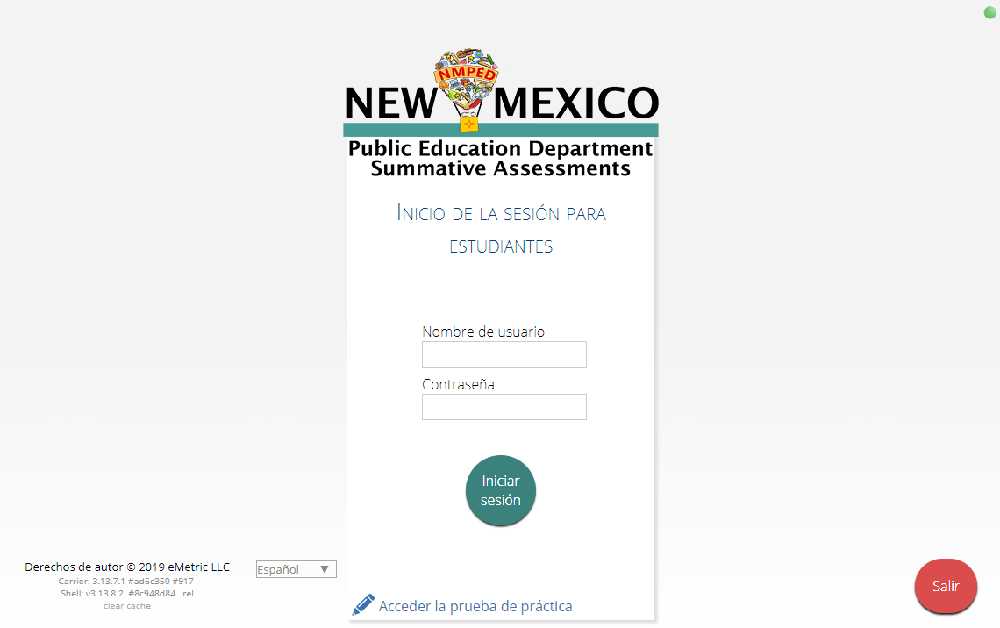 NMPED
NEW MEXICO
Public Education Department
Summative Assessments
Inicio de la sesión para
estudiantes
Nombre de usuario
Contraseña
Iniciar
sesión
Derechos de autor © 2019 eMetric LLC
Carrier: 3.13.7.1 #ad6c350 #917
Shell: v3.13.8.2 #8c948d84 rel
clear cache
Español
Acceder la prueba de práctica
Salir